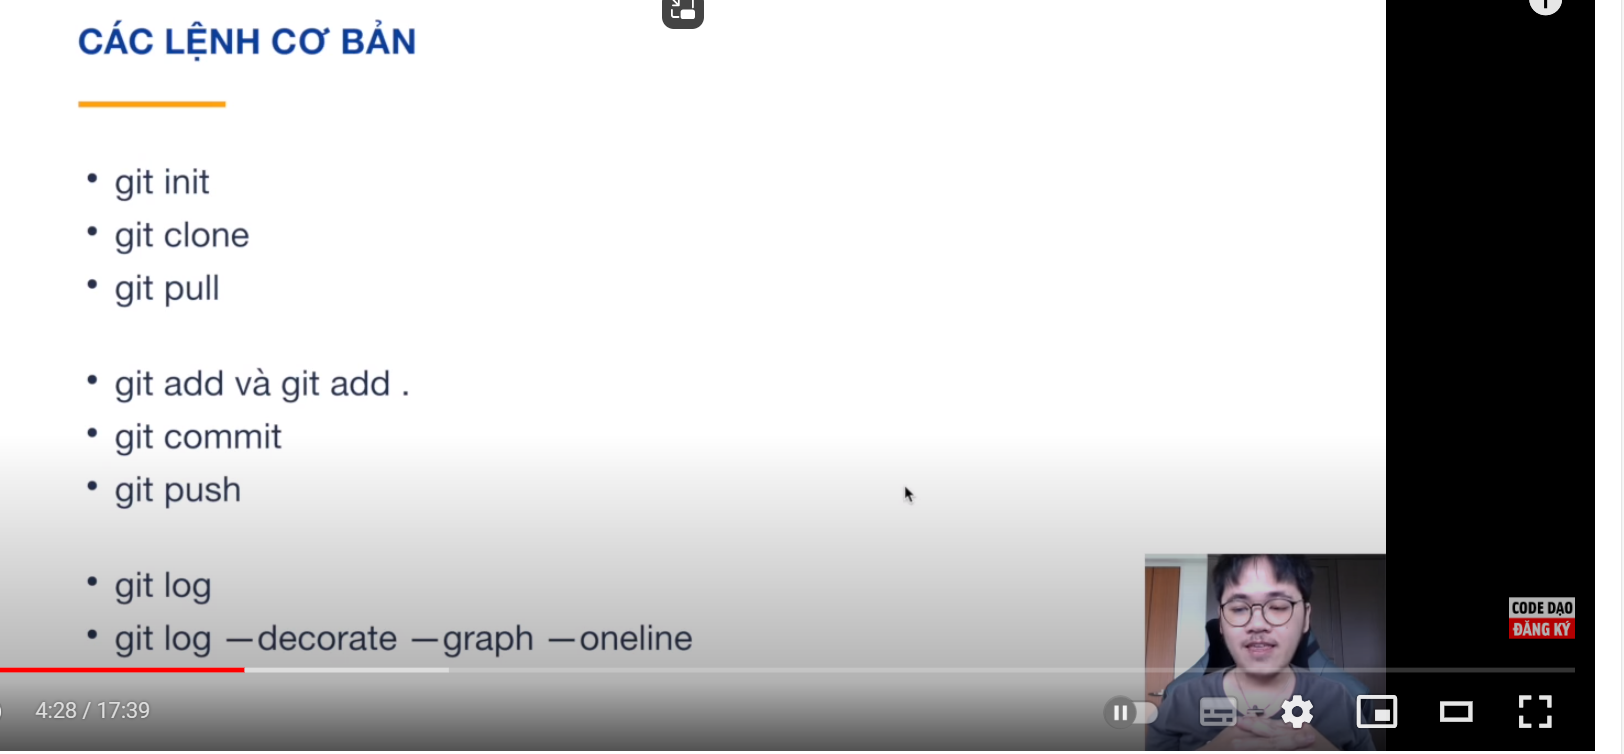 CÁC LỆNH CƠ BẢN
• git init
• git clone
• git pull
• git add và git add .
• git commit
• git push
• git log
• git log —decorate —graph —oneline
CODE DẠO
ĐĂNG KÝ
4:28 / 17:39